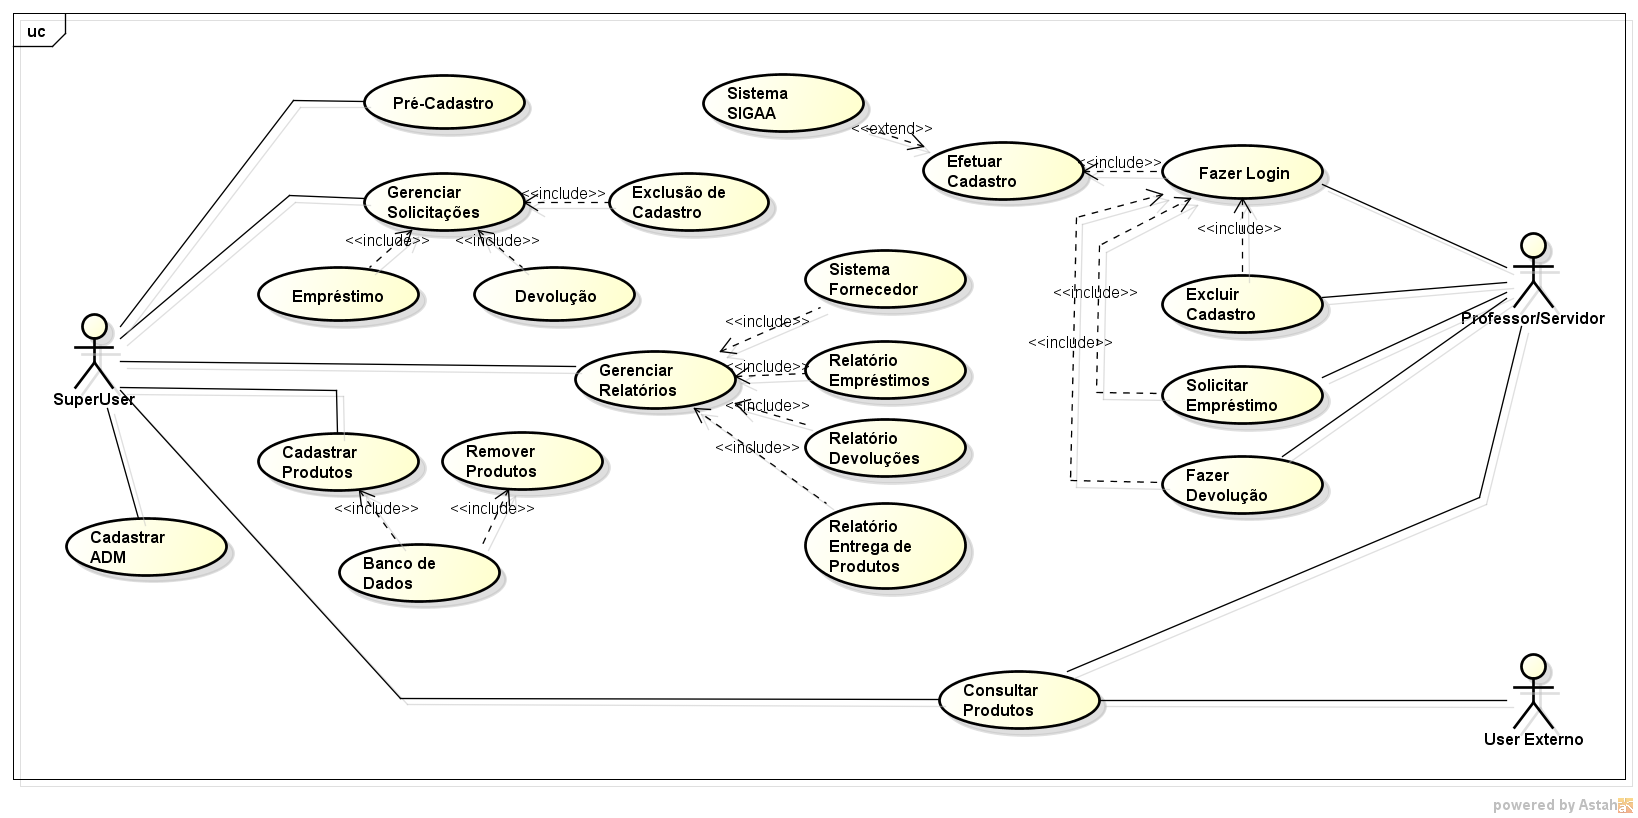 uc
Pré-Cadastro
Sistema
SIGAA
<<extend>>
Efetuar
Cadastro
<<include>>
Fazer Login
Gerenciar
Solicitações
<<include>>
Exclusão de
Cadastro
<<include>>
<<include>>
<<include>>
Empréstimo
Devolução
Sistema
Fornecedor
<<include>>
Excluir
Cadastro
<<include>>
Professor/Servidor
<<include>>
<<include>>
Gerenciar
Relatórios
<<include>>
Relatório
Empréstimos
SuperUser
Solicitar
Empréstimo
<<include>>
Relatório
Devoluções
<<include>>
Cadastrar
Produtos
Remover
Produtos
Fazer
Devolução
<<include>>
<<include>>
Relatório
Entrega de
Produtos
Cadastrar
ADM
Banco de
Dados
Consultar
Produtos
User Externo
powered by Astah